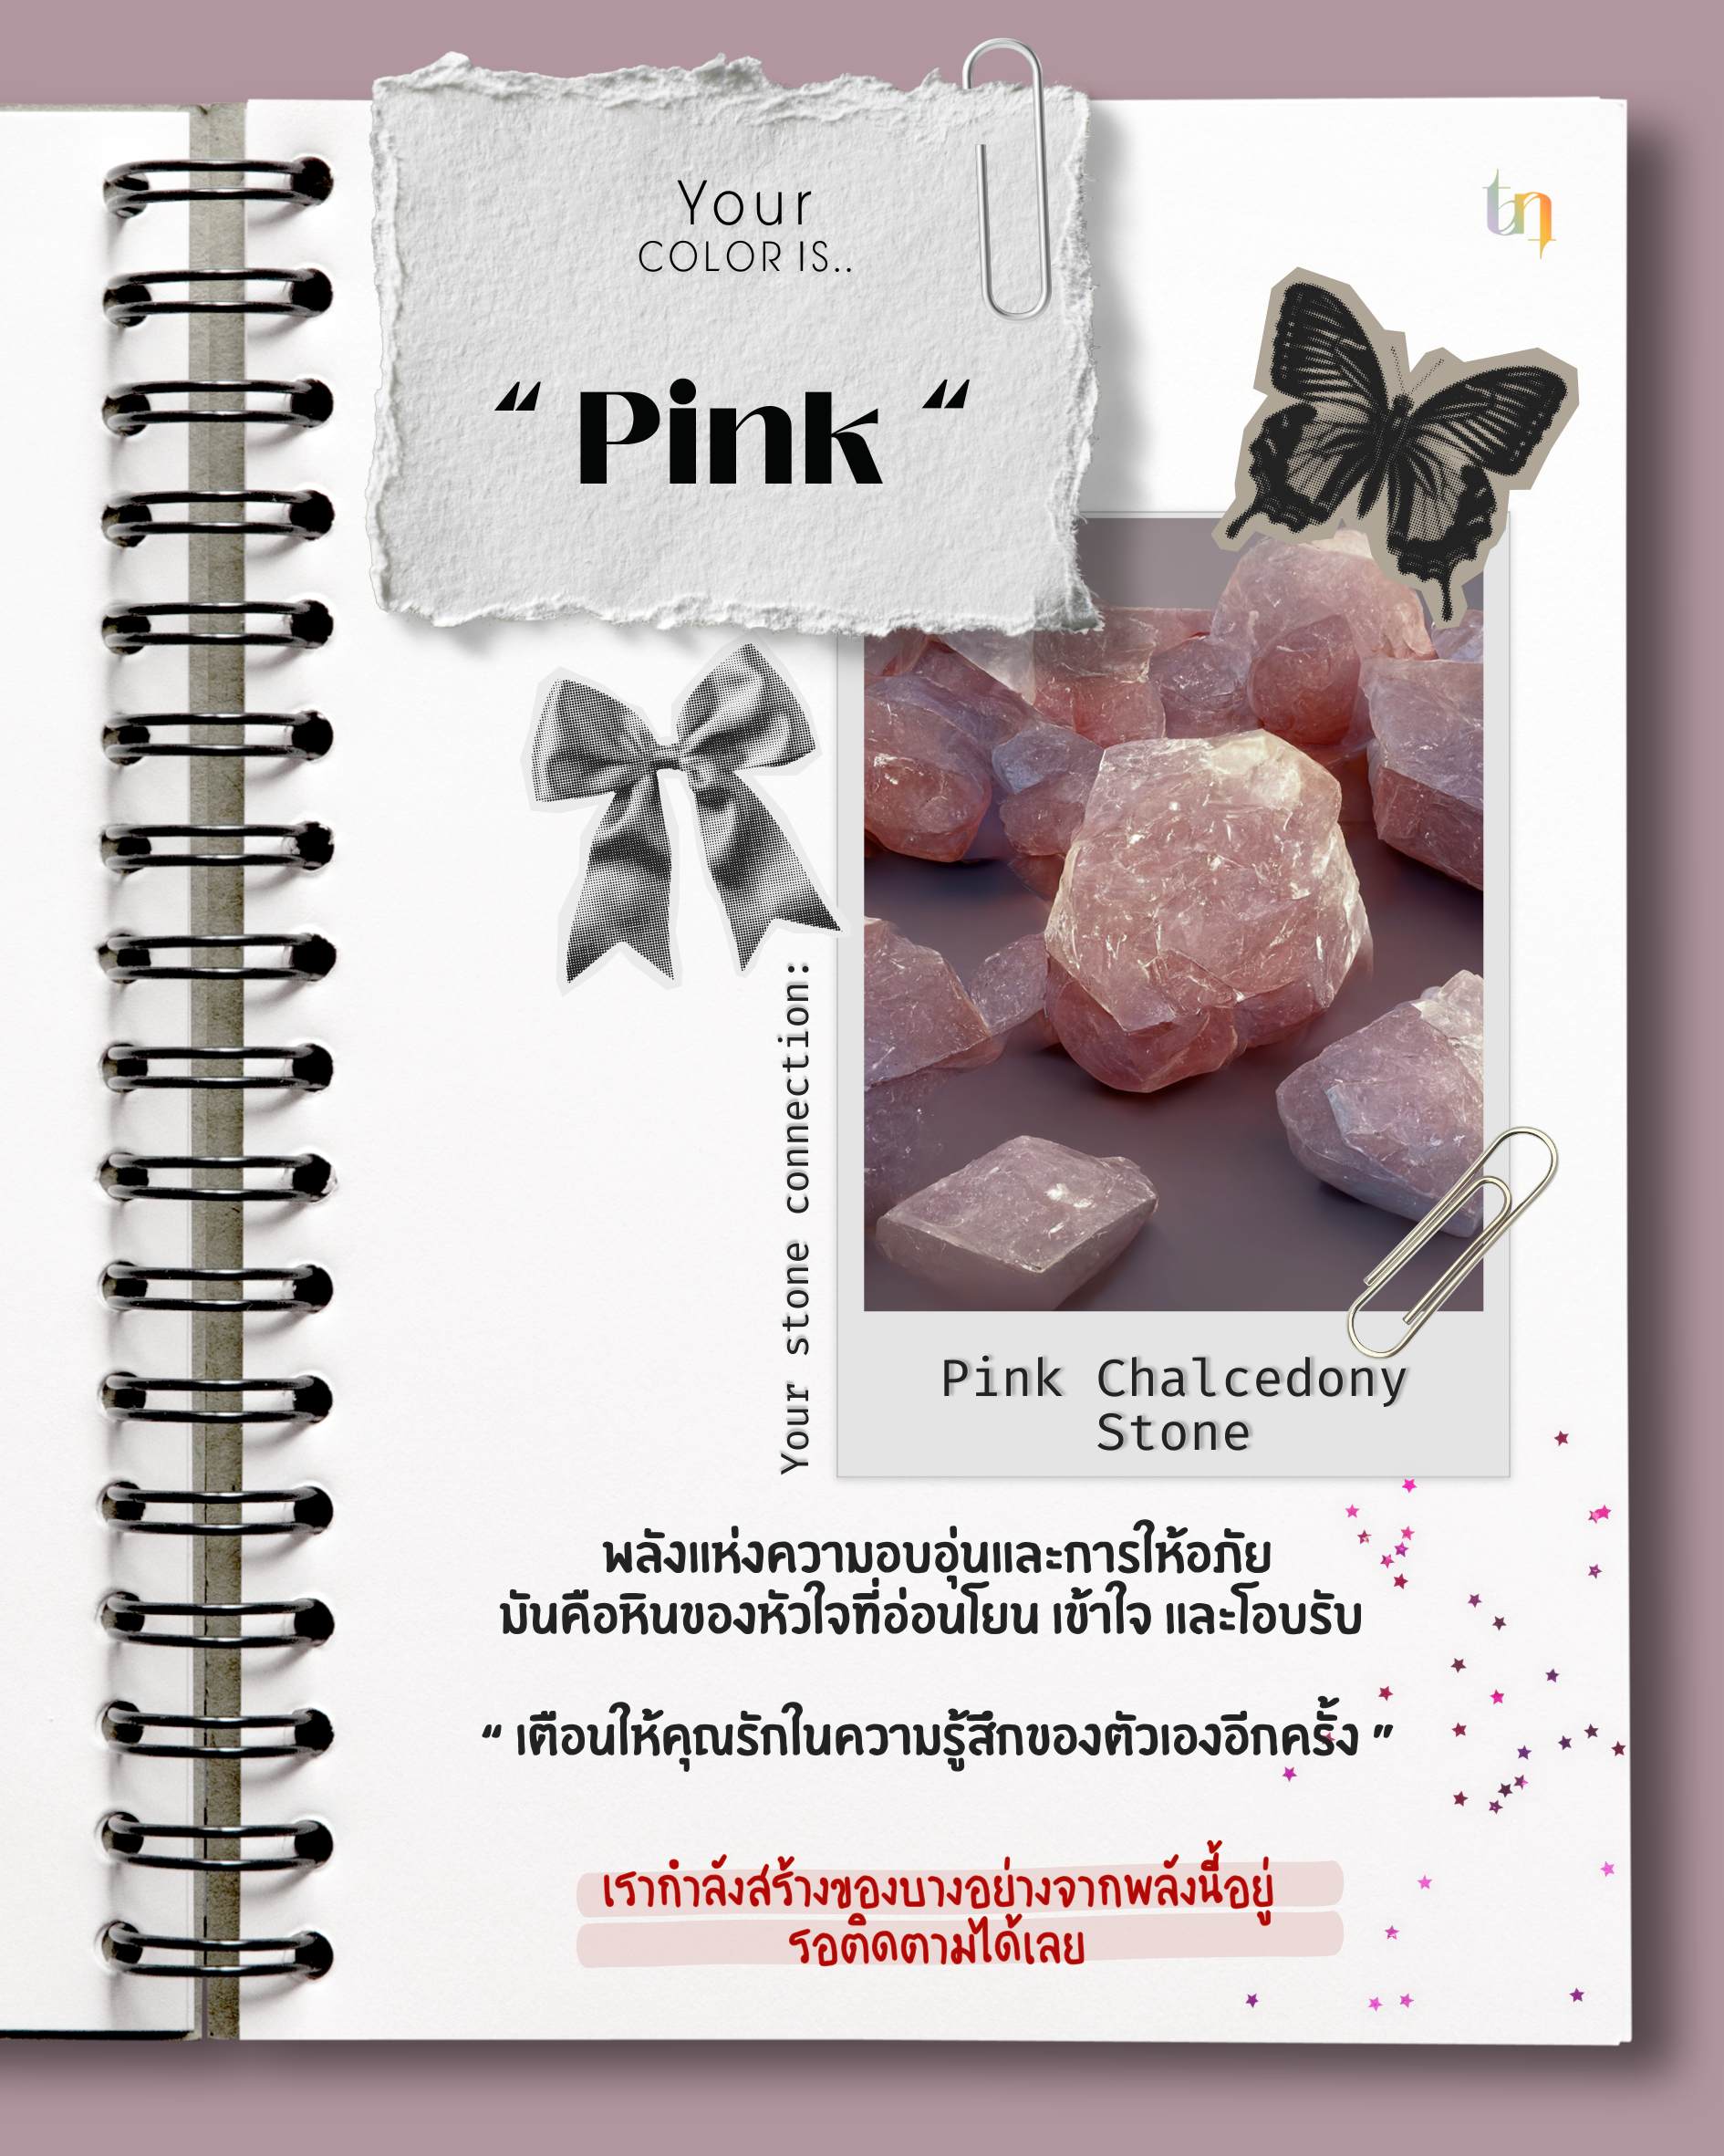 Your
COLOR IS..
“ Pink “
tn
Your stone connection:
Pink Chalcedony
Stone
พลังแห่งความอบอุ่นและการให้อภัย
มันคือหินของหัวใจที่อ่อนโยน เข้าใจ และโอบรับ
“ เตือนให้คุณรักในความรู้สึกของตัวเองอีกครั้ง ”
เรากำลังสร้างของบางอย่างจากพลังนี้อยู่
รอติดตามได้เลย